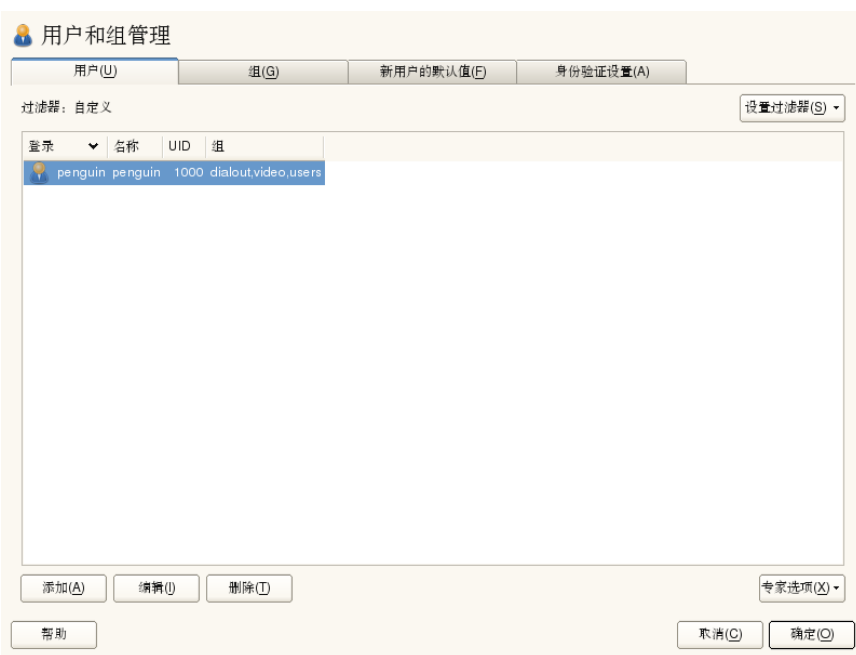 用户和组管理
用户(U) 组(G) 新用户的默认值(F) 身份验证设置(A)
过滤器：自定义 设置过滤器(S)
登录 名称 UID 组
penguin penguin 1000 dialout,video,users
添加(A) 编辑(I) 删除(T) 专家选项(X)
帮助 取消(C) 确定(O)